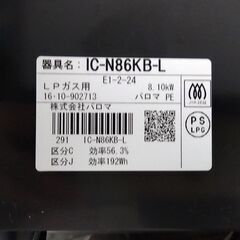 器具名: IC-N86KB-L
E1-2-24
LPガス用 8.10kW
16・10-902713 パロマ PE
株式会社パロマ
291 IC-N86KB-L
区分C 効率56.3%
区分J 効率192Wh
PS
LPG